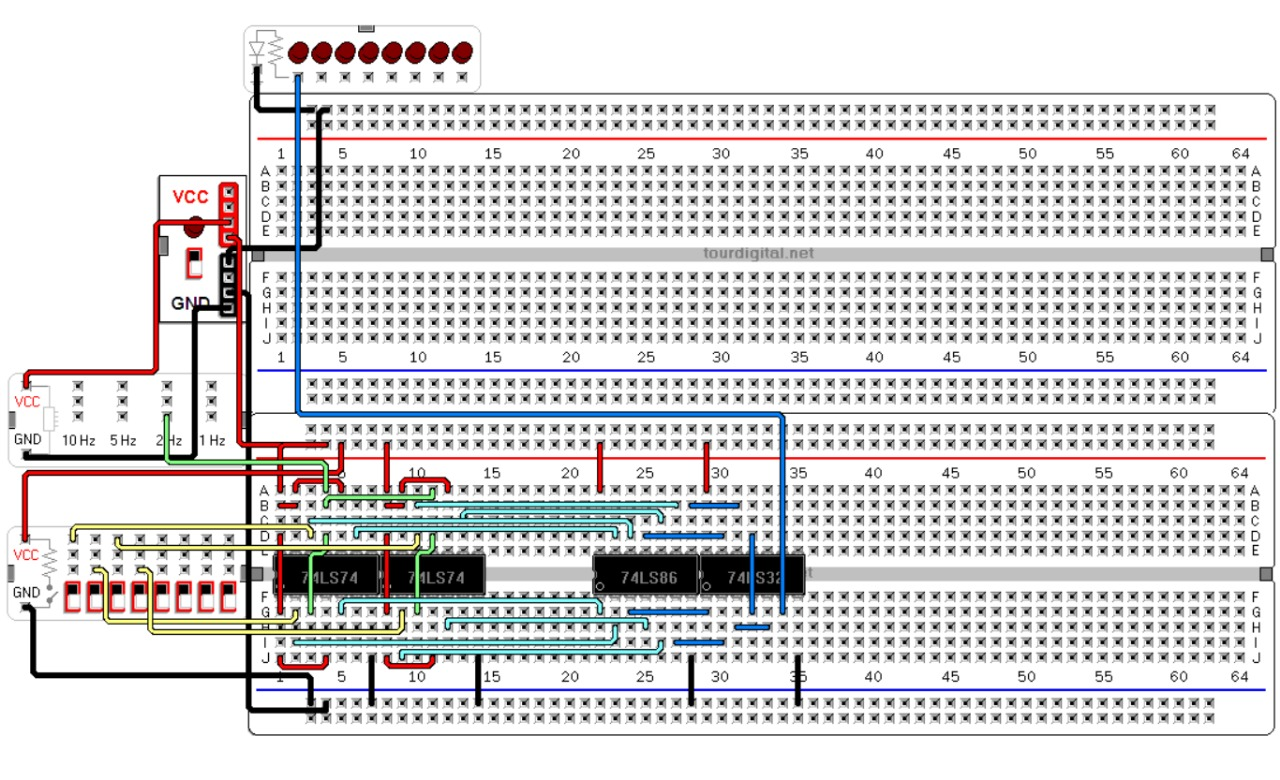 1 5 10 15 20 25 30 35 40 45 50 55 60 64
A A
B B
VCC
C C
D D
E E
tourdigital.net
F F
G G
GND
H H
I I
J J
1 5 10 15 20 25 30 35 40 45 50 55 60 64
VCC
GND 10 Hz 5 Hz 2 Hz 1 Hz
10 15 20 25 30 35 40 45 50 55 60 64
A A
B B
C C
D D
VCC
E E
74LS74 74LS74 74LS86 74LS32
GND
F F
G G
H H
I I
J J
1 5 10 15 20 25 30 35 40 45 50 55 60 64